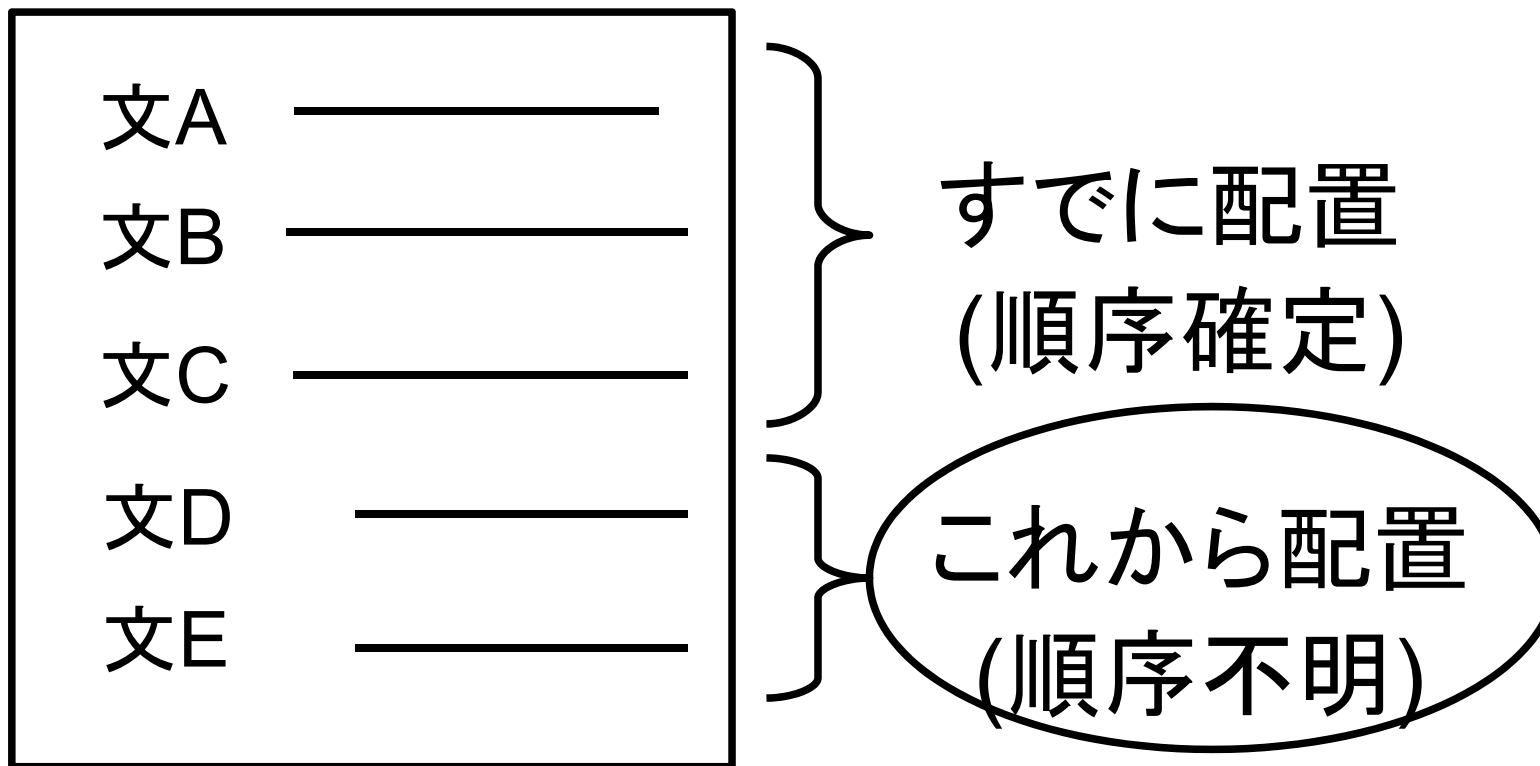 文A
文B
文C
文D
文E
すでに配置
(順序確定)
これから配置
(順序不明)